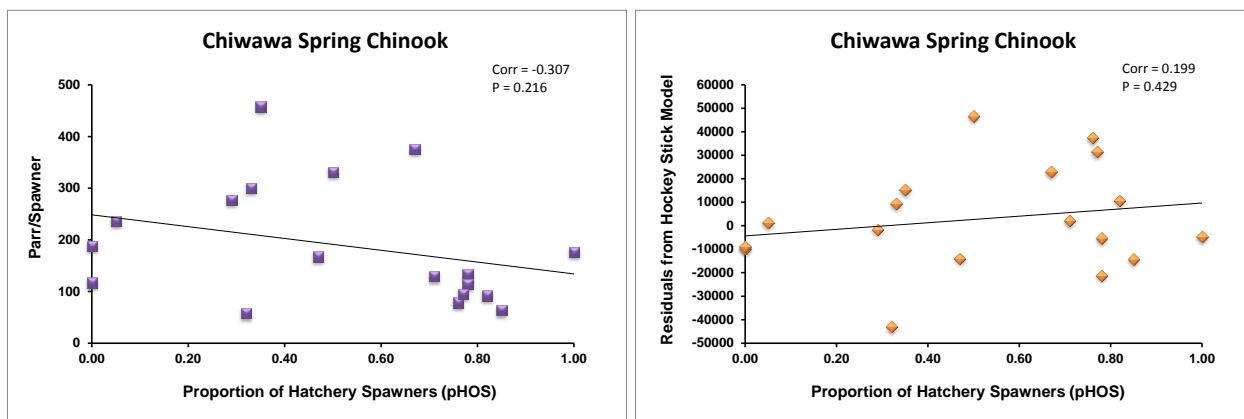 Chiwawa Spring Chinook
Corr = -0.307
P = 0.216
Parr/Spawner
500
400
300
200
100
0
0.00 0.20 0.40 0.60 0.80 1.00
Proportion of Hatchery Spawners (pHOS)
Chiwawa Spring Chinook
Corr = 0.199
P = 0.429
Residuals from Hockey Stick Model
60000
50000
40000
30000
20000
10000
0
-10000
-20000
-30000
-40000
-50000
0.00 0.20 0.40 0.60 0.80 1.00
Proportion of Hatchery Spawners (pHOS)